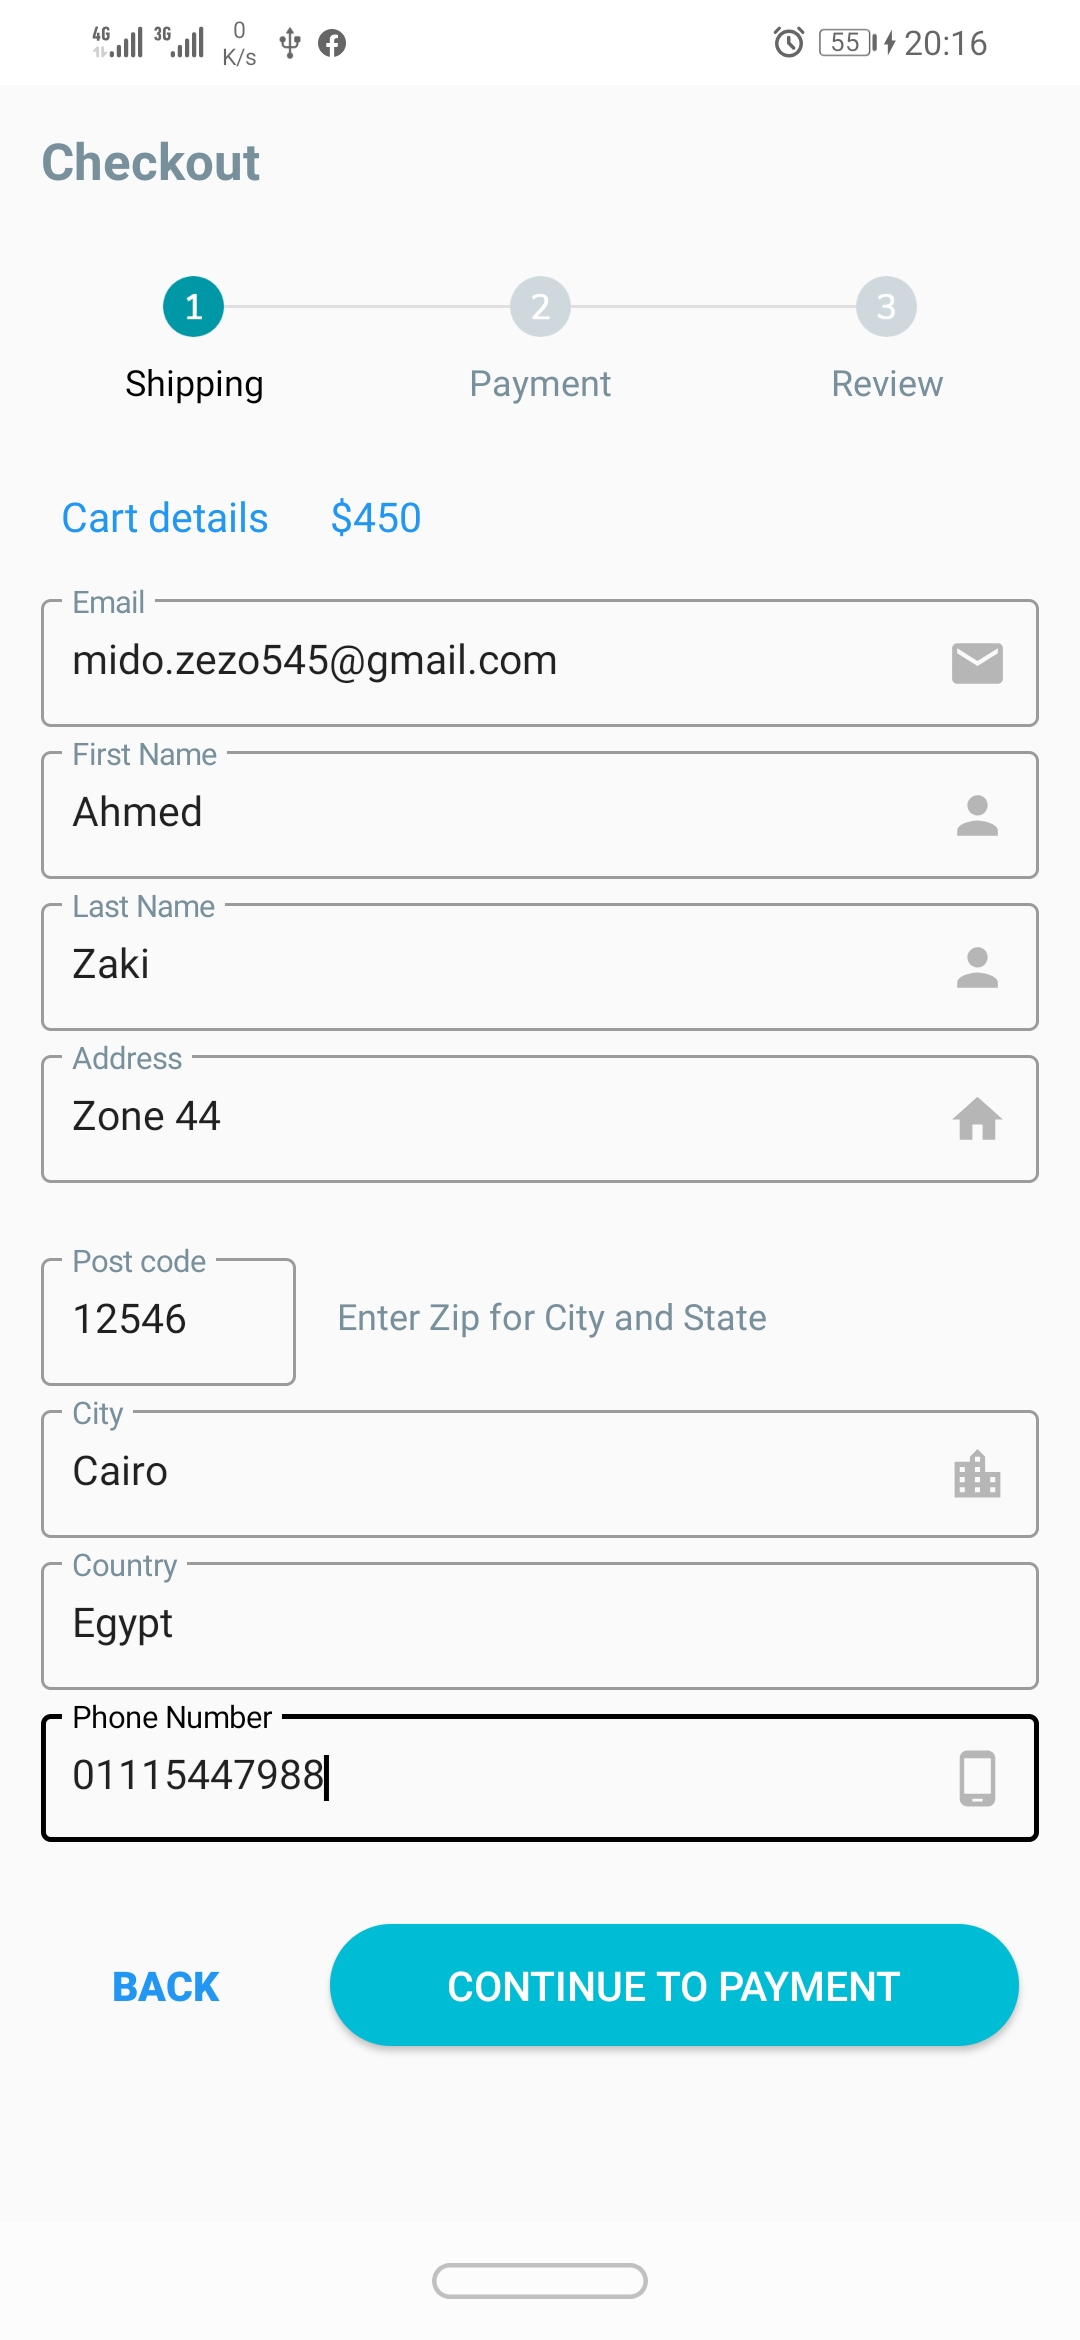 4G 3G 0 K/s 55 20:16
Checkout
1 2 3
Shipping Payment Review
Cart details $450
Email
mido.zezo545@gmail.com
First Name
Ahmed
Last Name
Zaki
Address
Zone 44
Post code
12546 Enter Zip for City and State
City
Cairo
Country
Egypt
Phone Number
01115447988
BACK CONTINUE TO PAYMENT